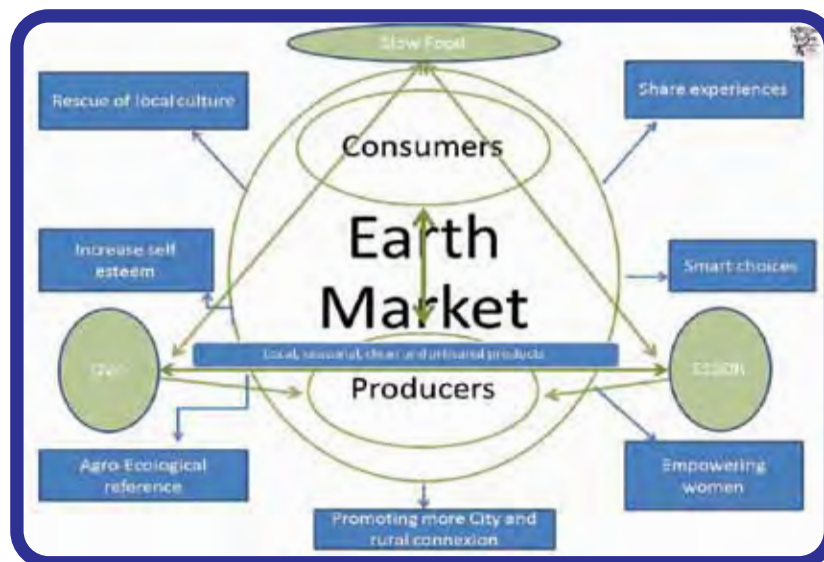 Slow Food
Rescue of local culture
Share experiences
Consumers
Earth
Market
Increase self
esteem
Smart choices
Local, seasonal, clean and artisanal products
ESSOR
Producers
Agro-Ecological
reference
Empowering
women
Promoting more City and
rural connexion